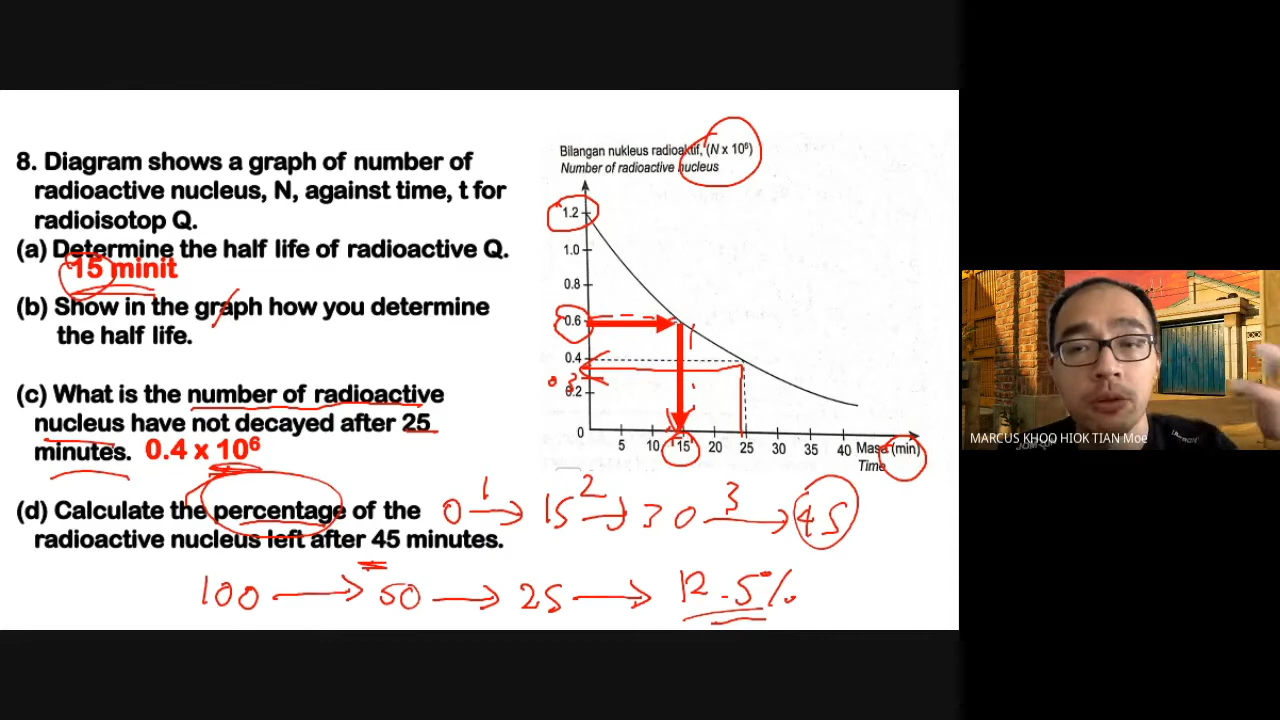 8. Diagram shows a graph of number of
radioactive nucleus, N, against time, t for
radioisotop Q.
(a) Determine the half life of radioactive Q.
15 minit
(b) Show in the graph how you determine
the half life.
(c) What is the number of radioactive
nucleus have not decayed after 25
minutes. 0.4 x 10⁶
(d) Calculate the percentage of the
radioactive nucleus left after 45 minutes.
Bilangan nukleus radioaktif, (N x 10⁶)
Number of radioactive nucleus
1.2
1.0
0.8
0.6
0.4
0.2
0
5 10 15 20 25 30 35 40 Masa (min)
Time
1 2 3
0 → 15 → 30 → 45
100 → 50 → 25 → 12.5%
MARCUS KHOO HIOK TIAN Moe